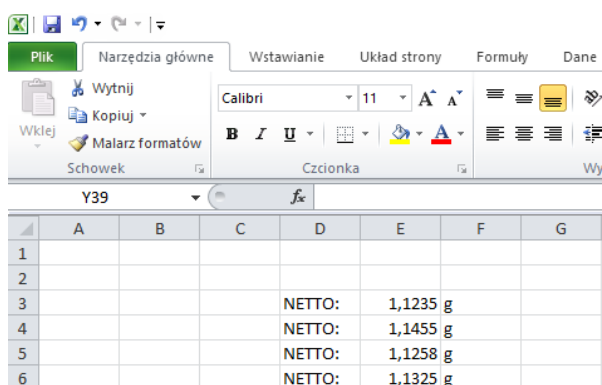 Plik Narzędzia główne Wstawianie Układ strony Formuły Dane
Wytnij
Kopiuj
Wklej
Malarz formatów
Calibri 11 A A
B I U A
Schowek Czcionka Wy
Y39 fx
A B C D E F G
1
2
3 NETTO: 1,1235 g
4 NETTO: 1,1455 g
5 NETTO: 1,1258 g
6 NETTO: 1,1325 g